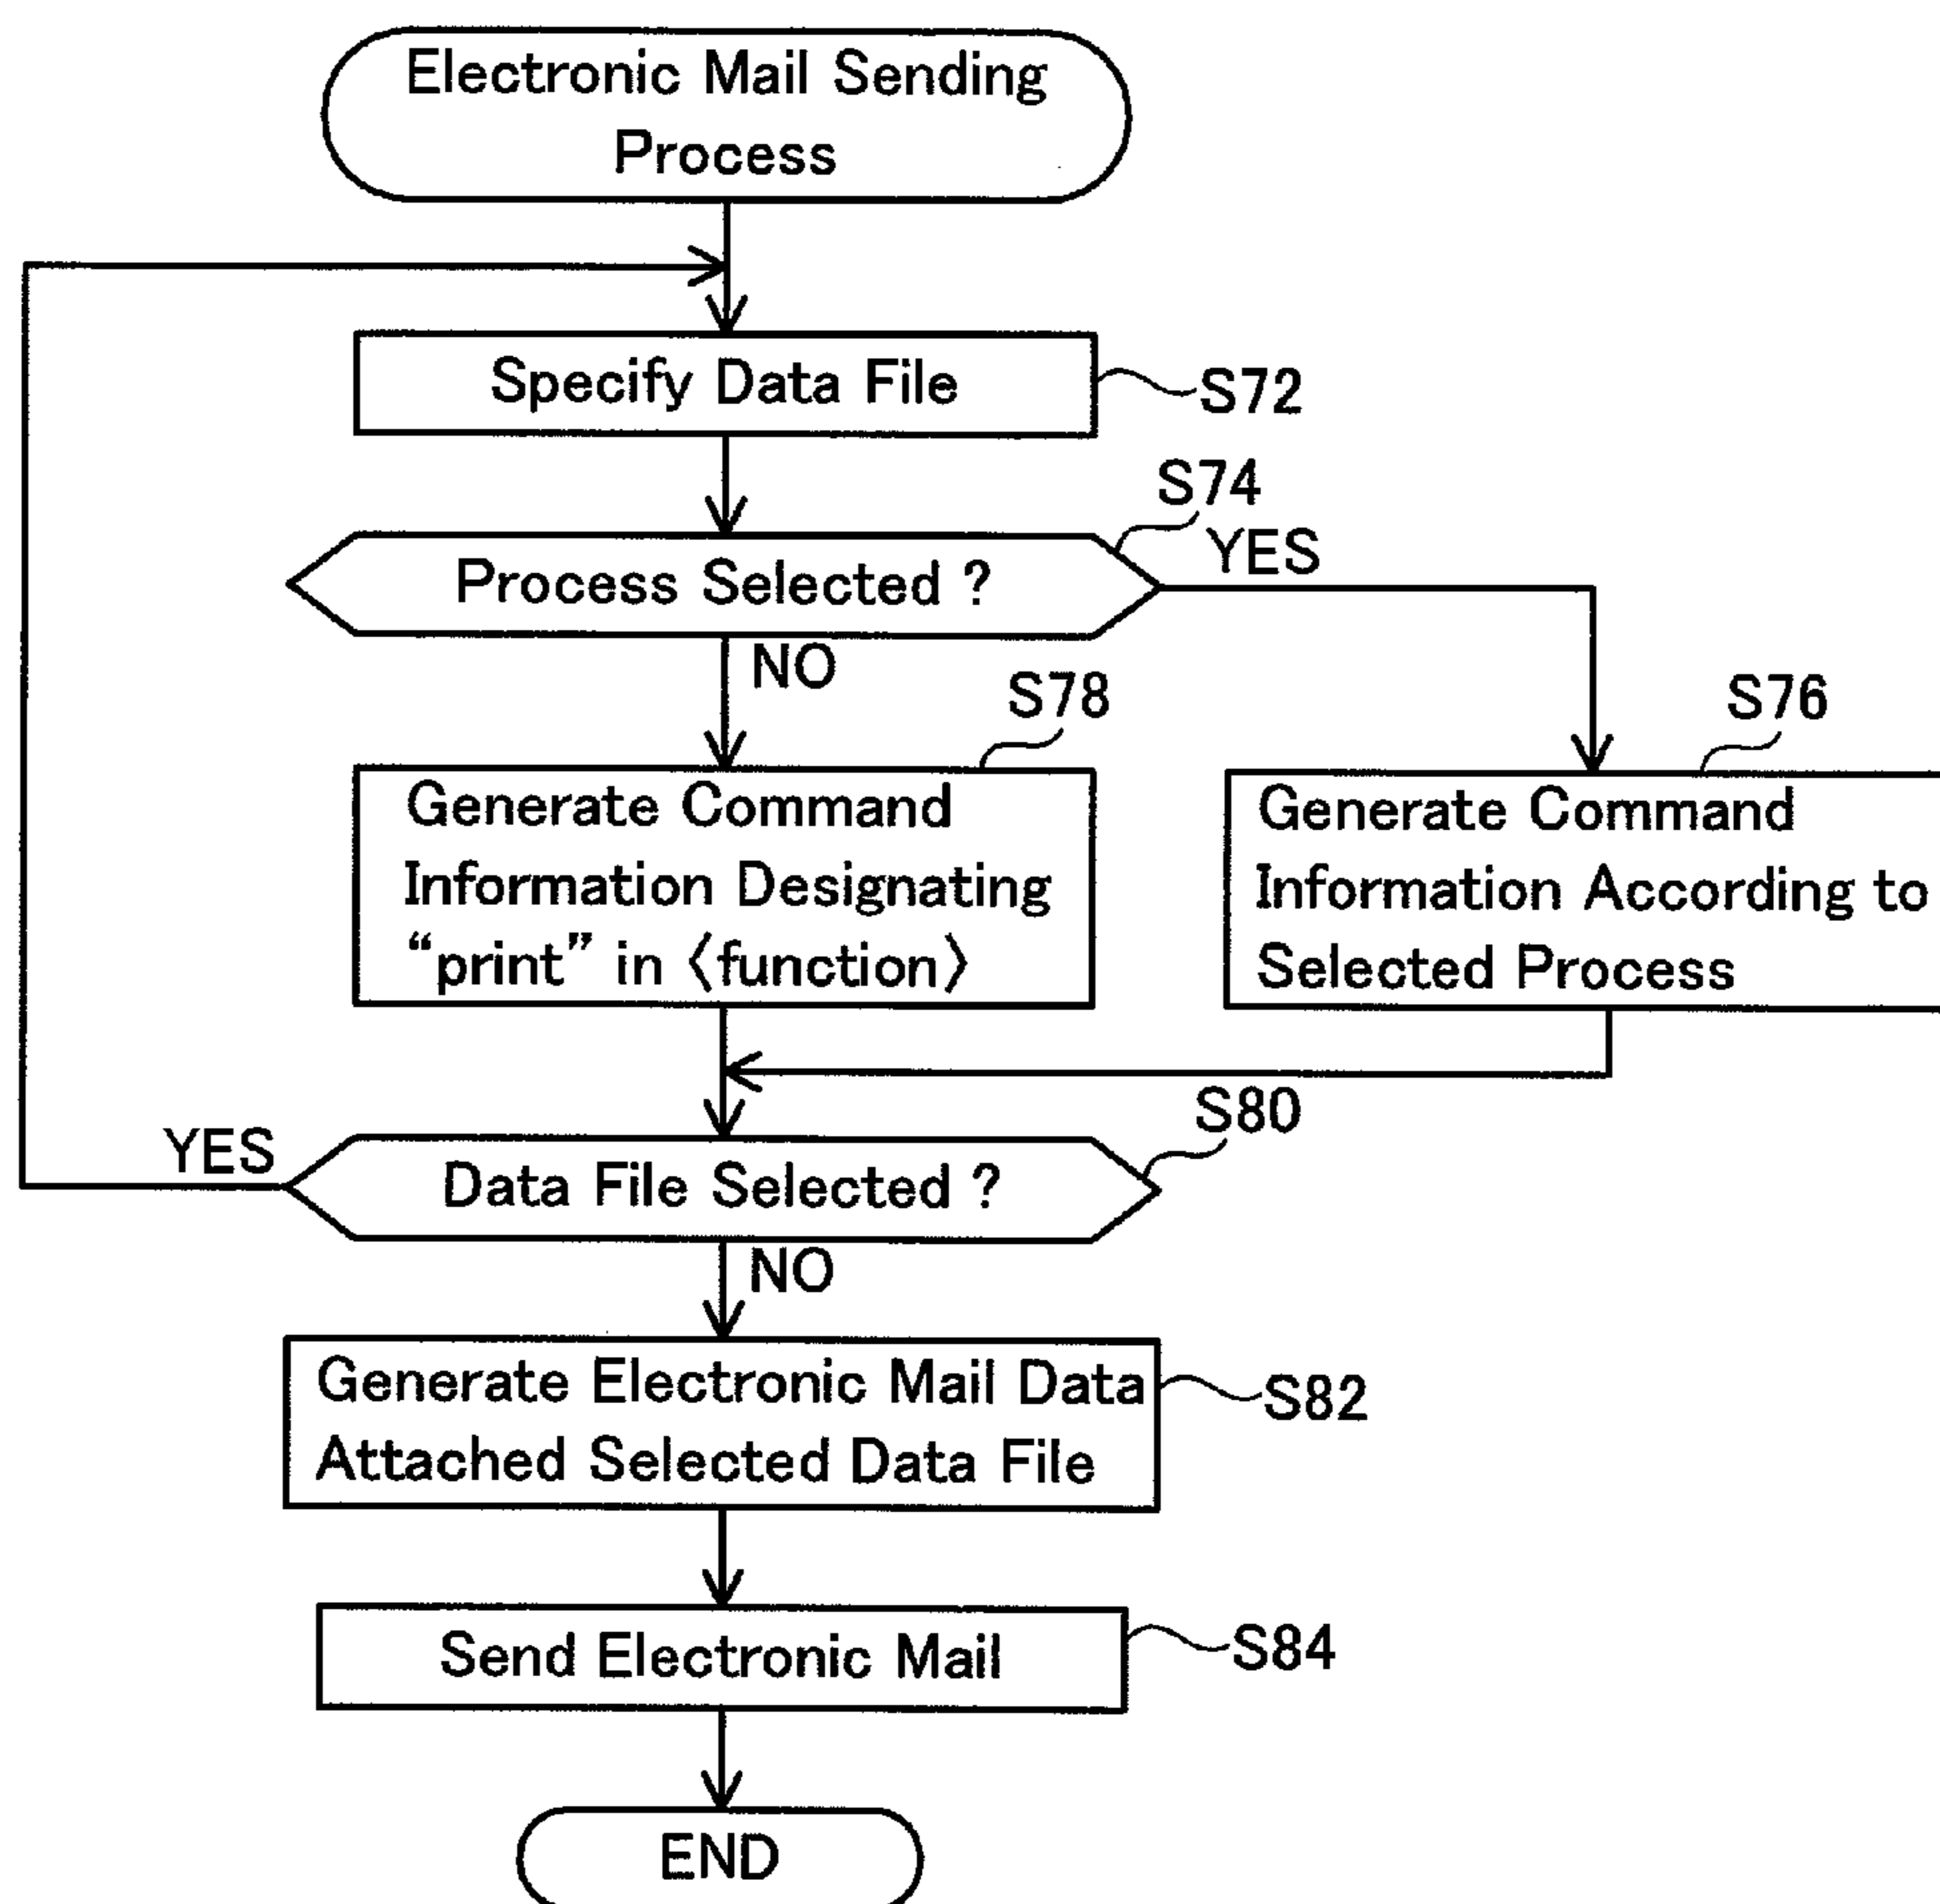 Electronic Mail Sending
Process
Specify Data File
S72
S74
Process Selected ?
YES
NO
S78
Generate Command
Information Designating
“print” in 〈function〉
S76
Generate Command
Information According to
Selected Process
S80
YES
Data File Selected ?
NO
Generate Electronic Mail Data
Attached Selected Data File
S82
Send Electronic Mail
S84
END